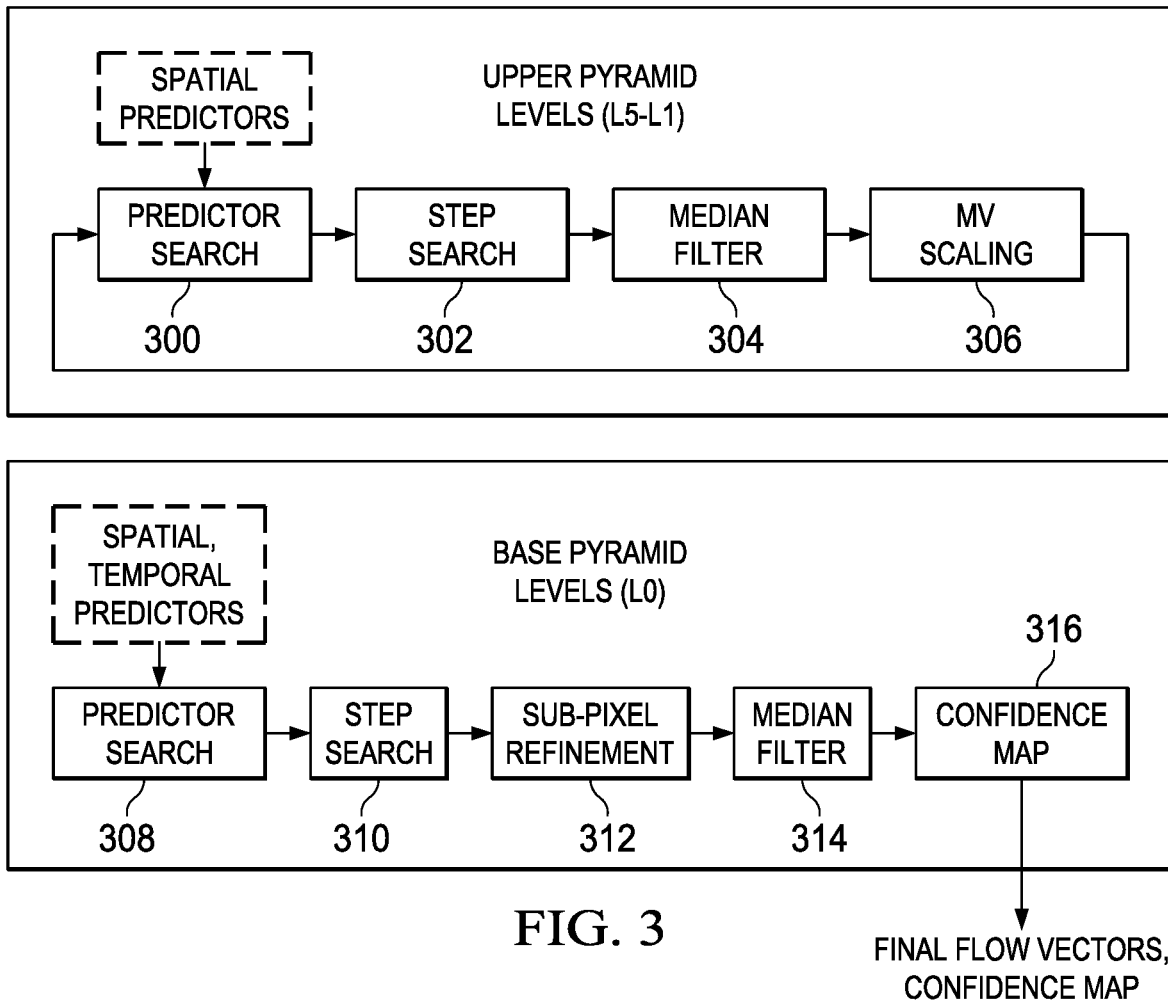 SPATIAL
PREDICTORS
UPPER PYRAMID
LEVELS (L5-L1)
PREDICTOR
SEARCH
STEP
SEARCH
MEDIAN
FILTER
MV
SCALING
300
302
304
306
SPATIAL,
TEMPORAL
PREDICTORS
BASE PYRAMID
LEVELS (L0)
316
PREDICTOR
SEARCH
STEP
SEARCH
SUB-PIXEL
REFINEMENT
MEDIAN
FILTER
CONFIDENCE
MAP
308
310
312
314
FIG. 3
FINAL FLOW VECTORS,
CONFIDENCE MAP